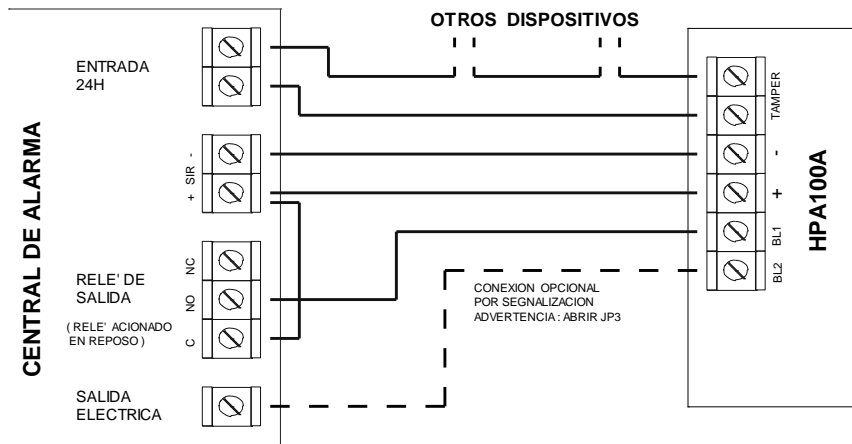 OTROS DISPOSITIVOS
CENTRAL DE ALARMA
ENTRADA
24H
+ SIR -
RELE' DE
SALIDA
( RELE' ACIONADO
EN REPOSO )
NC
NO
C
SALIDA
ELECTRICA
CONEXION OPCIONAL
POR SEGNALIZACION
ADVERTENCIA : ABRIR JP3
TAMPER
-
+
BL1
BL2
HPA100A